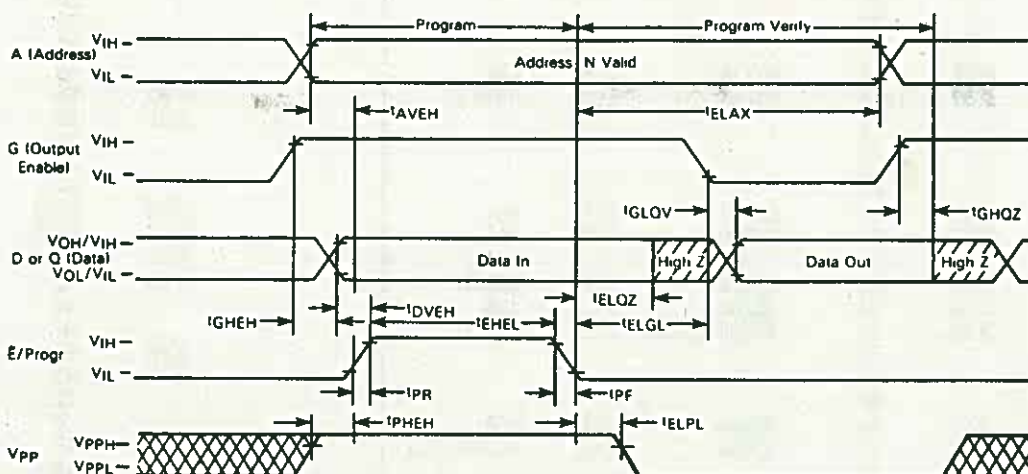 Program Program Verify
VIH
A (Address)
VIL
Address N Valid
tAVEH tELAX
VIH
G (Output
Enable)
VIL
tGLQV tGHQZ
VOH/VIH
D or Q (Data)
VOL/VIL
Data In High Z Data Out High Z
tELQZ
tDVEH
tGHEH tEHEL tELGL
VIH
Ē/Progr
VIL
tPR tPF
tPHEH tELPL
VPP
VPPH
VPPL